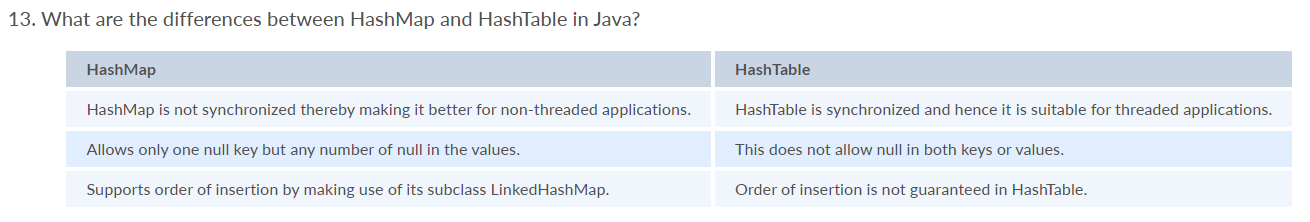 13. What are the differences between HashMap and HashTable in Java?
HashMap HashTable
HashMap is not synchronized thereby making it better for non-threaded applications. HashTable is synchronized and hence it is suitable for threaded applications.
Allows only one null key but any number of null in the values. This does not allow null in both keys or values.
Supports order of insertion by making use of its subclass LinkedHashMap. Order of insertion is not guaranteed in HashTable.